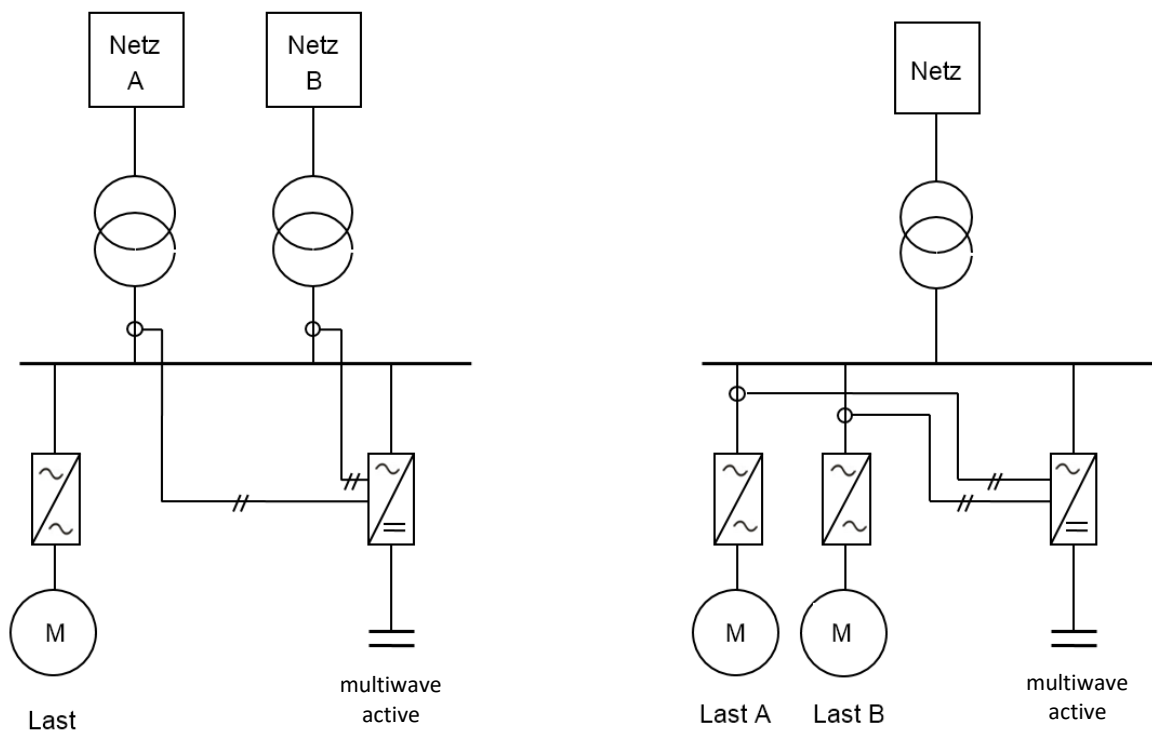 Netz
A
Netz
B
M
Last
multiwave
active
Netz
M
M
Last A
Last B
multiwave
active